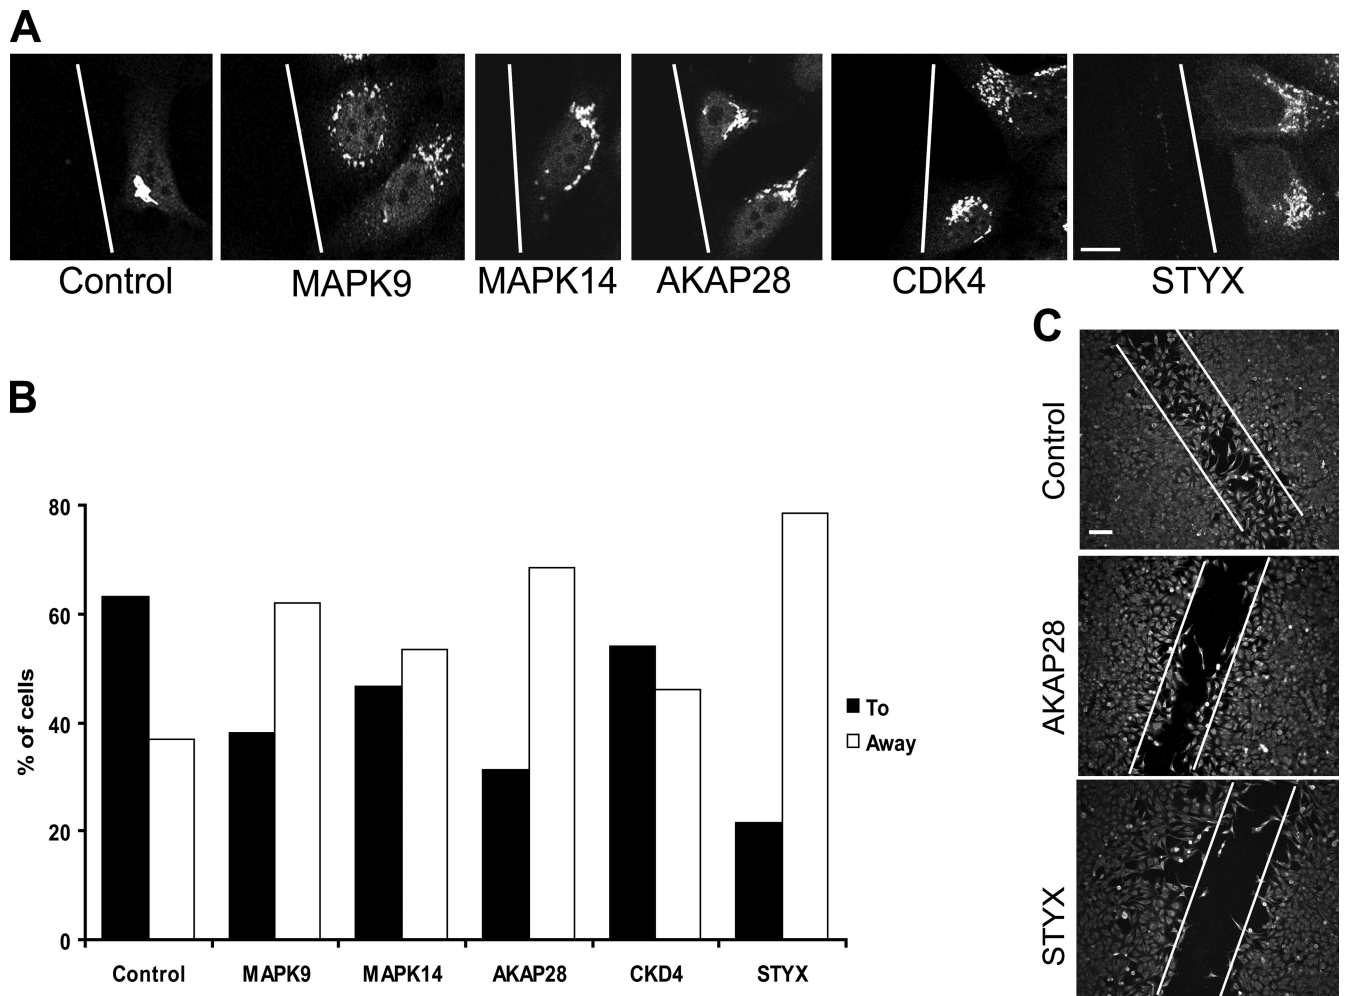 A
Control
MAPK9
MAPK14
AKAP28
CDK4
STYX
B
80
60
40
20
0
% of cells
Control
MAPK9
MAPK14
AKAP28
CKD4
STYX
To
Away
C
Control
AKAP28
STYX